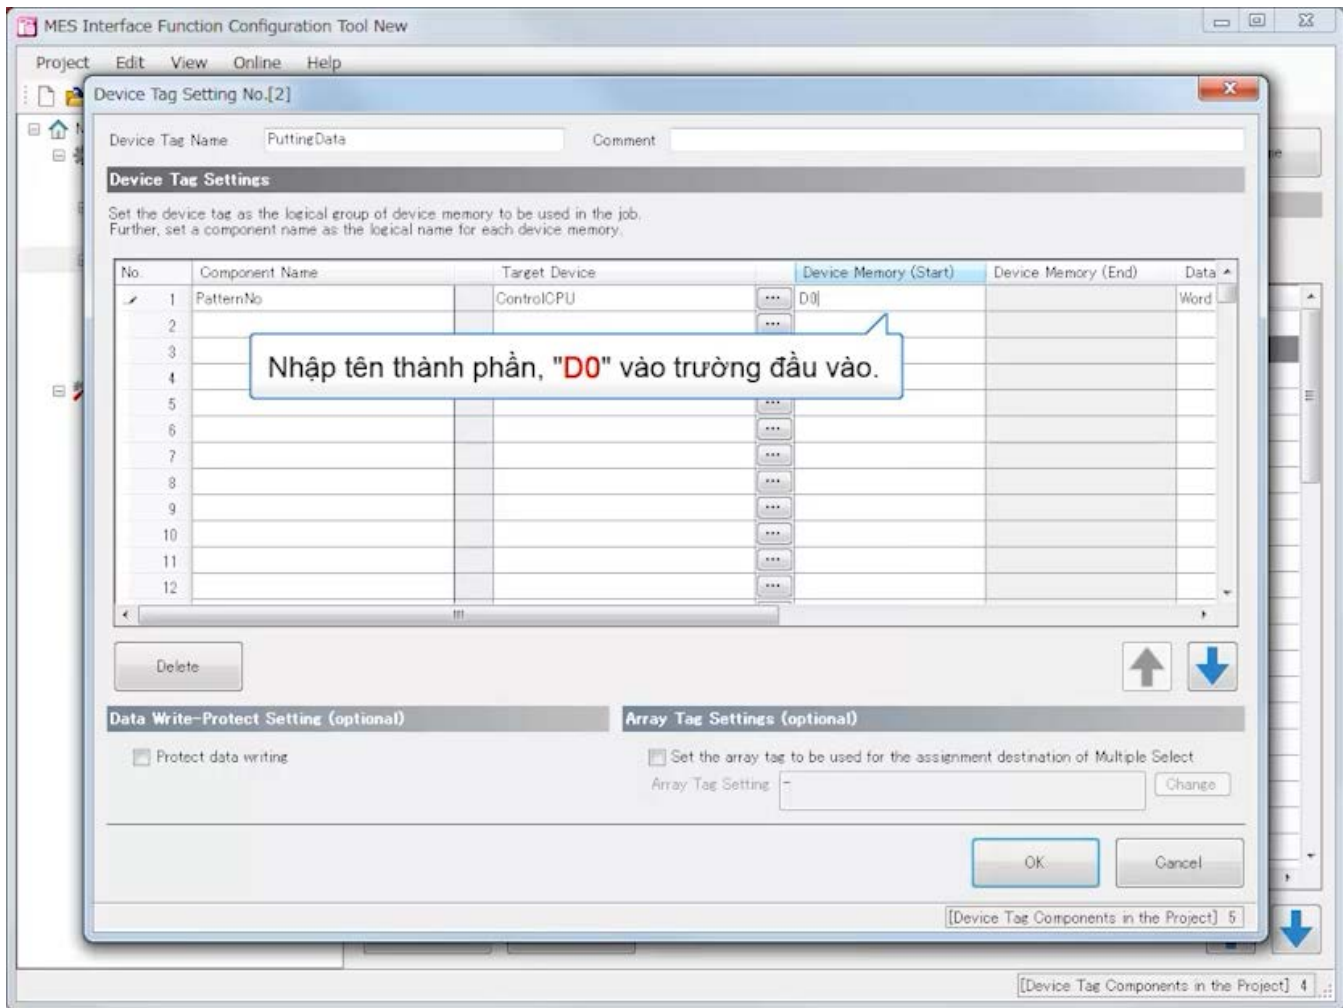 MES Interface Function Configuration Tool New
Project Edit View Online Help
Device Tag Setting No.[2]
Device Tag Name PuttingData Comment
Device Tag Settings
Set the device tag as the logical group of device memory to be used in the job.
Further, set a component name as the logical name for each device memory.
No. Component Name Target Device Device Memory (Start) Device Memory (End) Data
1 PatternNo ControlCPU ... D0 Word
2 ...
3
Nhập tên thành phần, "D0" vào trường đầu vào.
4
5 ...
6 ...
7 ...
8 ...
9 ...
10 ...
11 ...
12 ...
Delete
Data Write-Protect Setting (optional) Array Tag Settings (optional)
Protect data writing Set the array tag to be used for the assignment destination of Multiple Select
Array Tag Setting - Change
OK Cancel
[Device Tag Components in the Project] 5
[Device Tag Components in the Project] 4